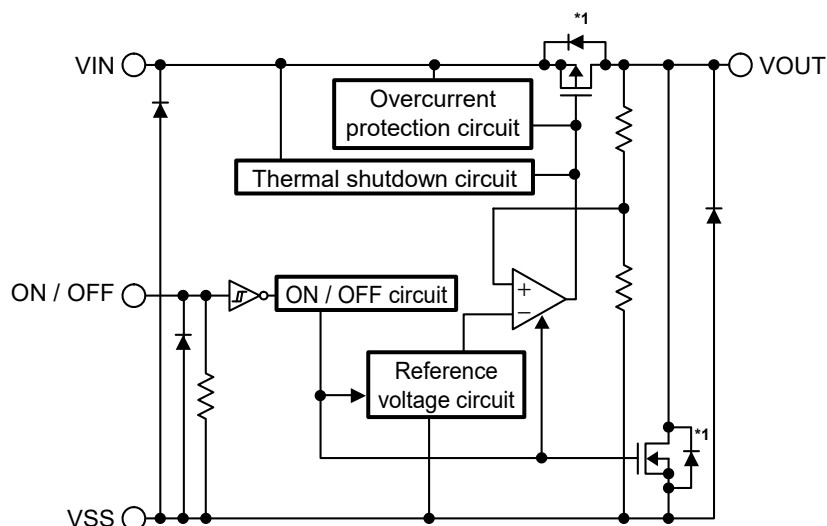 *1
VIN
VOUT
Overcurrent
protection circuit
Thermal shutdown circuit
ON / OFF
ON / OFF circuit
+
−
Reference
voltage circuit
*1
VSS